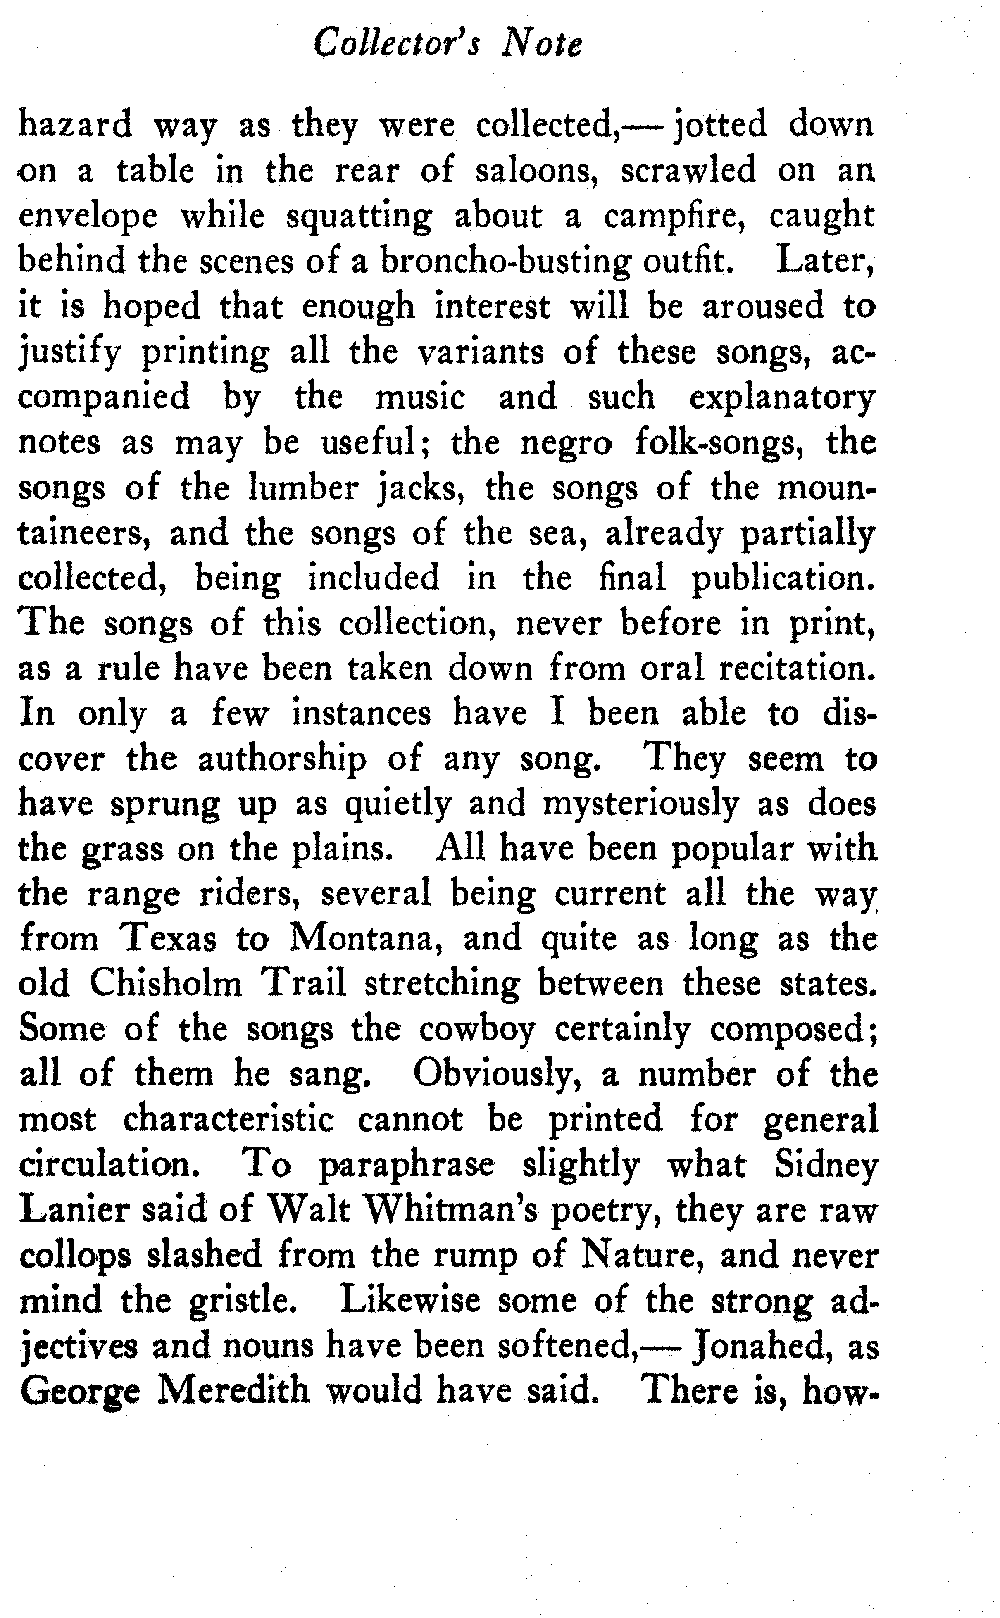 Collector's Note
hazard way as they were collected,— jotted down
on a table in the rear of saloons, scrawled on an
envelope while squatting about a campfire, caught
behind the scenes of a broncho-busting outfit. Later,
it is hoped that enough interest will be aroused to
justify printing all the variants of these songs, ac-
companied by the music and such explanatory
notes as may be useful; the negro folk-songs, the
songs of the lumber jacks, the songs of the moun-
taineers, and the songs of the sea, already partially
collected, being included in the final publication.
The songs of this collection, never before in print,
as a rule have been taken down from oral recitation.
In only a few instances have I been able to dis-
cover the authorship of any song. They seem to
have sprung up as quietly and mysteriously as does
the grass on the plains. All have been popular with
the range riders, several being current all the way
from Texas to Montana, and quite as long as the
old Chisholm Trail stretching between these states.
Some of the songs the cowboy certainly composed;
all of them he sang. Obviously, a number of the
most characteristic cannot be printed for general
circulation. To paraphrase slightly what Sidney
Lanier said of Walt Whitman's poetry, they are raw
collops slashed from the rump of Nature, and never
mind the gristle. Likewise some of the strong ad-
jectives and nouns have been softened,— Jonahed, as
George Meredith would have said. There is, how-